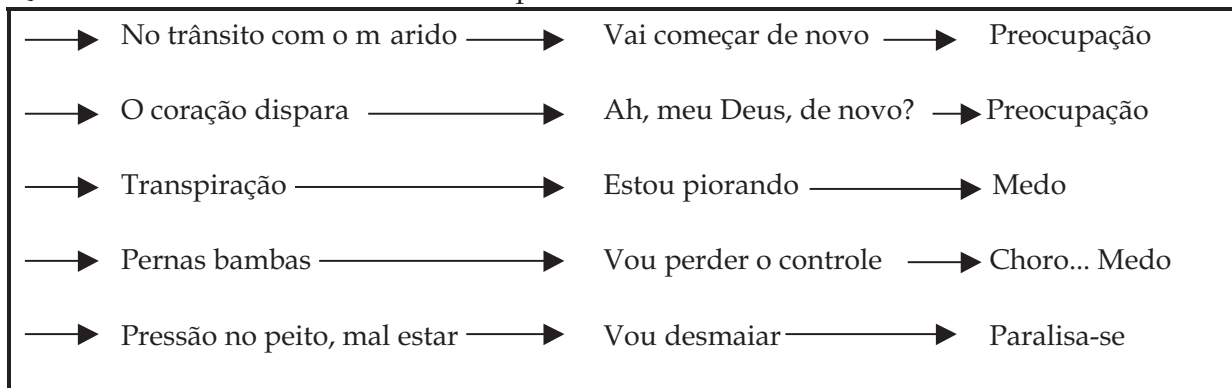 No trânsito com o m arido Vai começar de novo Preocupação
O coração dispara Ah, meu Deus, de novo? Preocupação
Transpiração Estou piorando Medo
Pernas bambas Vou perder o controle Choro... Medo
Pressão no peito, mal estar Vou desmaiar Paralisa-se